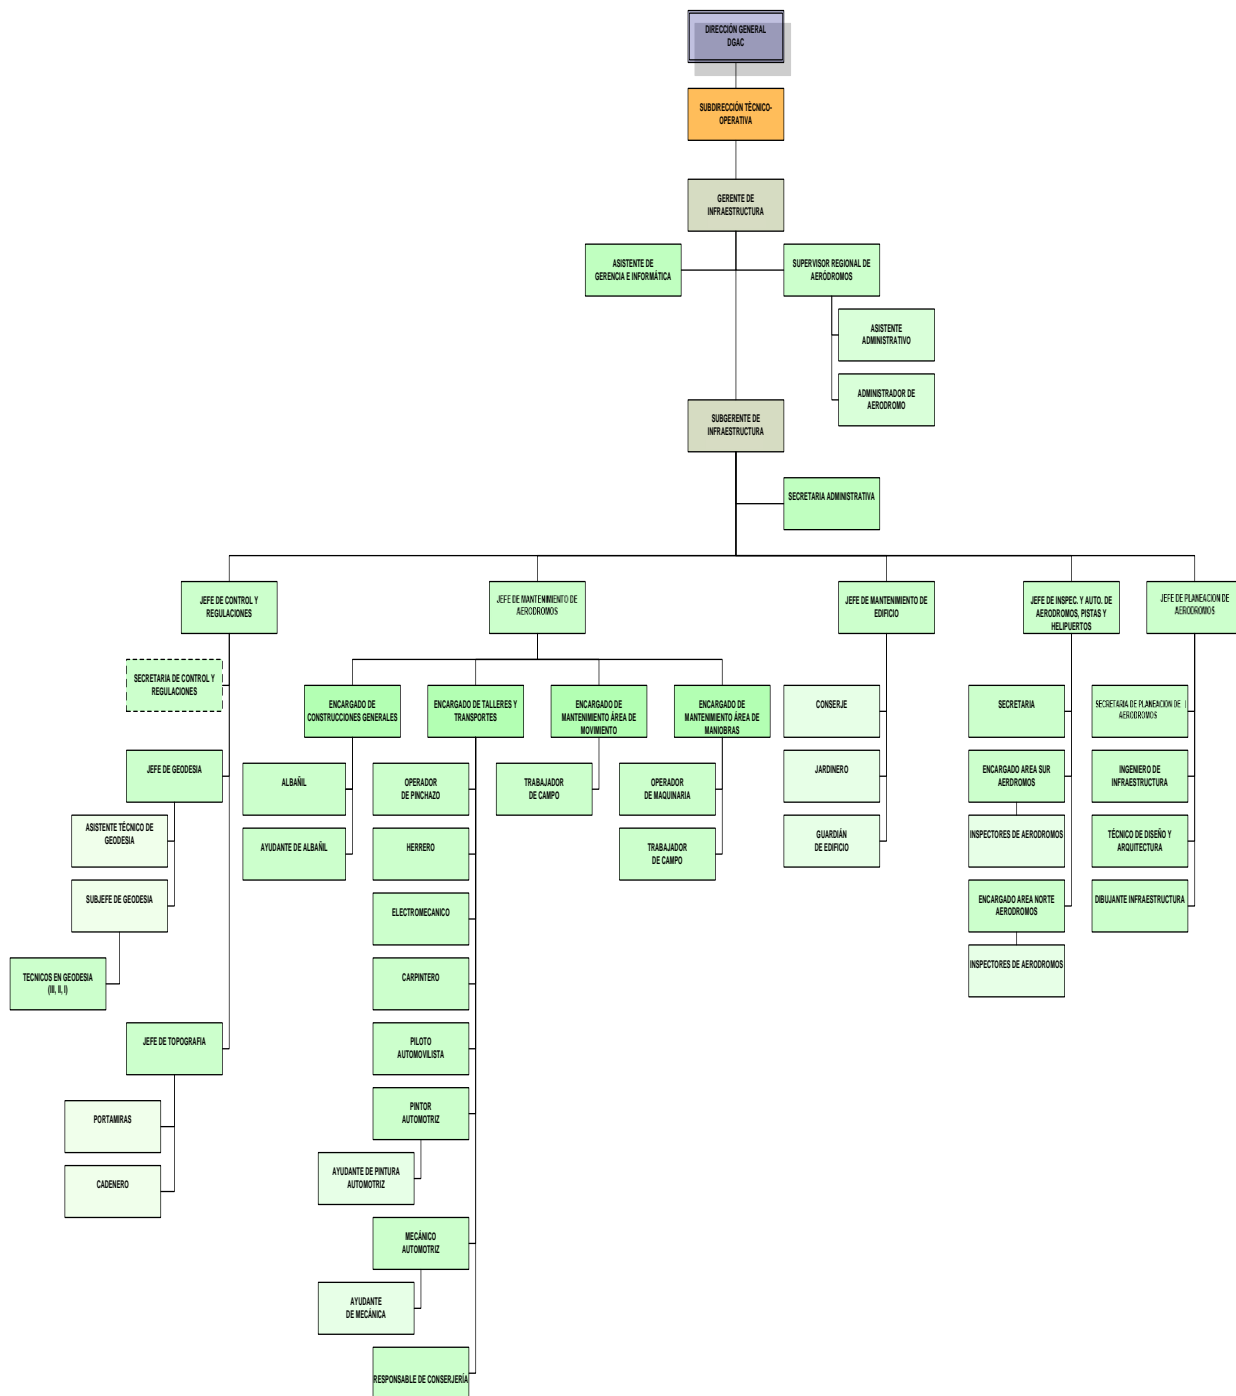 DIRECCIÓN GENERAL
DGAC
SUBDIRECCIÓN TÈCNICO-
OPERATIVA
GERENTE DE
INFRAESTRUCTURA
ASISTENTE DE
GERENCIA E INFORMÁTICA
SUPERVISOR REGIONAL DE
AERÓDROMOS
ASISTENTE
ADMINISTRATIVO
ADMINISTRADOR DE
AERODROMO
SUBGERENTE DE
INFRAESTRUCTURA
SECRETARIA ADMINISTRATIVA
JEFE DE CONTROL Y
REGULACIONES
JEFE DE MANTENIMIENTO DE
AERODROMOS
JEFE DE MANTENIMIENTO DE
EDIFICIO
JEFE DE INSPEC. Y AUTO. DE
AERODROMOS, PISTAS Y
HELIPUERTOS
JEFE DE PLANEACION DE
AERODROMOS
SECRETARIA DE CONTROL Y
REGULACIONES
ENCARGADO DE
CONSTRUCCIONES GENERALES
ENCARGADO DE TALLERES Y
TRANSPORTES
ENCARGADO DE
MANTENIMIENTO ÁREA DE
MOVIMIENTO
ENCARGADO DE
MANTENIMIENTO ÁREA DE
MANIOBRAS
CONSERJE
SECRETARIA
SECRETARIA DE PLANEACION DE
AERODROMOS
JEFE DE GEODESIA
ALBAÑIL
OPERADOR
DE PINCHAZO
TRABAJADOR
DE CAMPO
OPERADOR
DE MAQUINARIA
JARDINERO
ENCARGADO AREA SUR
AERDROMOS
INGENIERO DE
INFRAESTRUCTURA
ASISTENTE TÉCNICO DE
GEODESIA
AYUDANTE DE ALBAÑIL
HERRERO
TRABAJADOR
DE CAMPO
GUARDIÁN
DE EDIFICIO
INSPECTORES DE AERODROMOS
TÉCNICO DE DISEÑO Y
ARQUITECTURA
SUBJEFE DE GEODESIA
ELECTROMECANICO
ENCARGADO AREA NORTE
AERODROMOS
DIBUJANTE INFRAESTRUCTURA
TECNICOS EN GEODESIA
(III, II, I)
CARPINTERO
INSPECTORES DE AERODROMOS
JEFE DE TOPOGRAFIA
PILOTO
AUTOMOVILISTA
PORTAMIRAS
PINTOR
AUTOMOTRIZ
CADENERO
AYUDANTE DE PINTURA
AUTOMOTRIZ
MECÁNICO
AUTOMOTRIZ
AYUDANTE
DE MECÁNICA
RESPONSABLE DE CONSERJERÍA